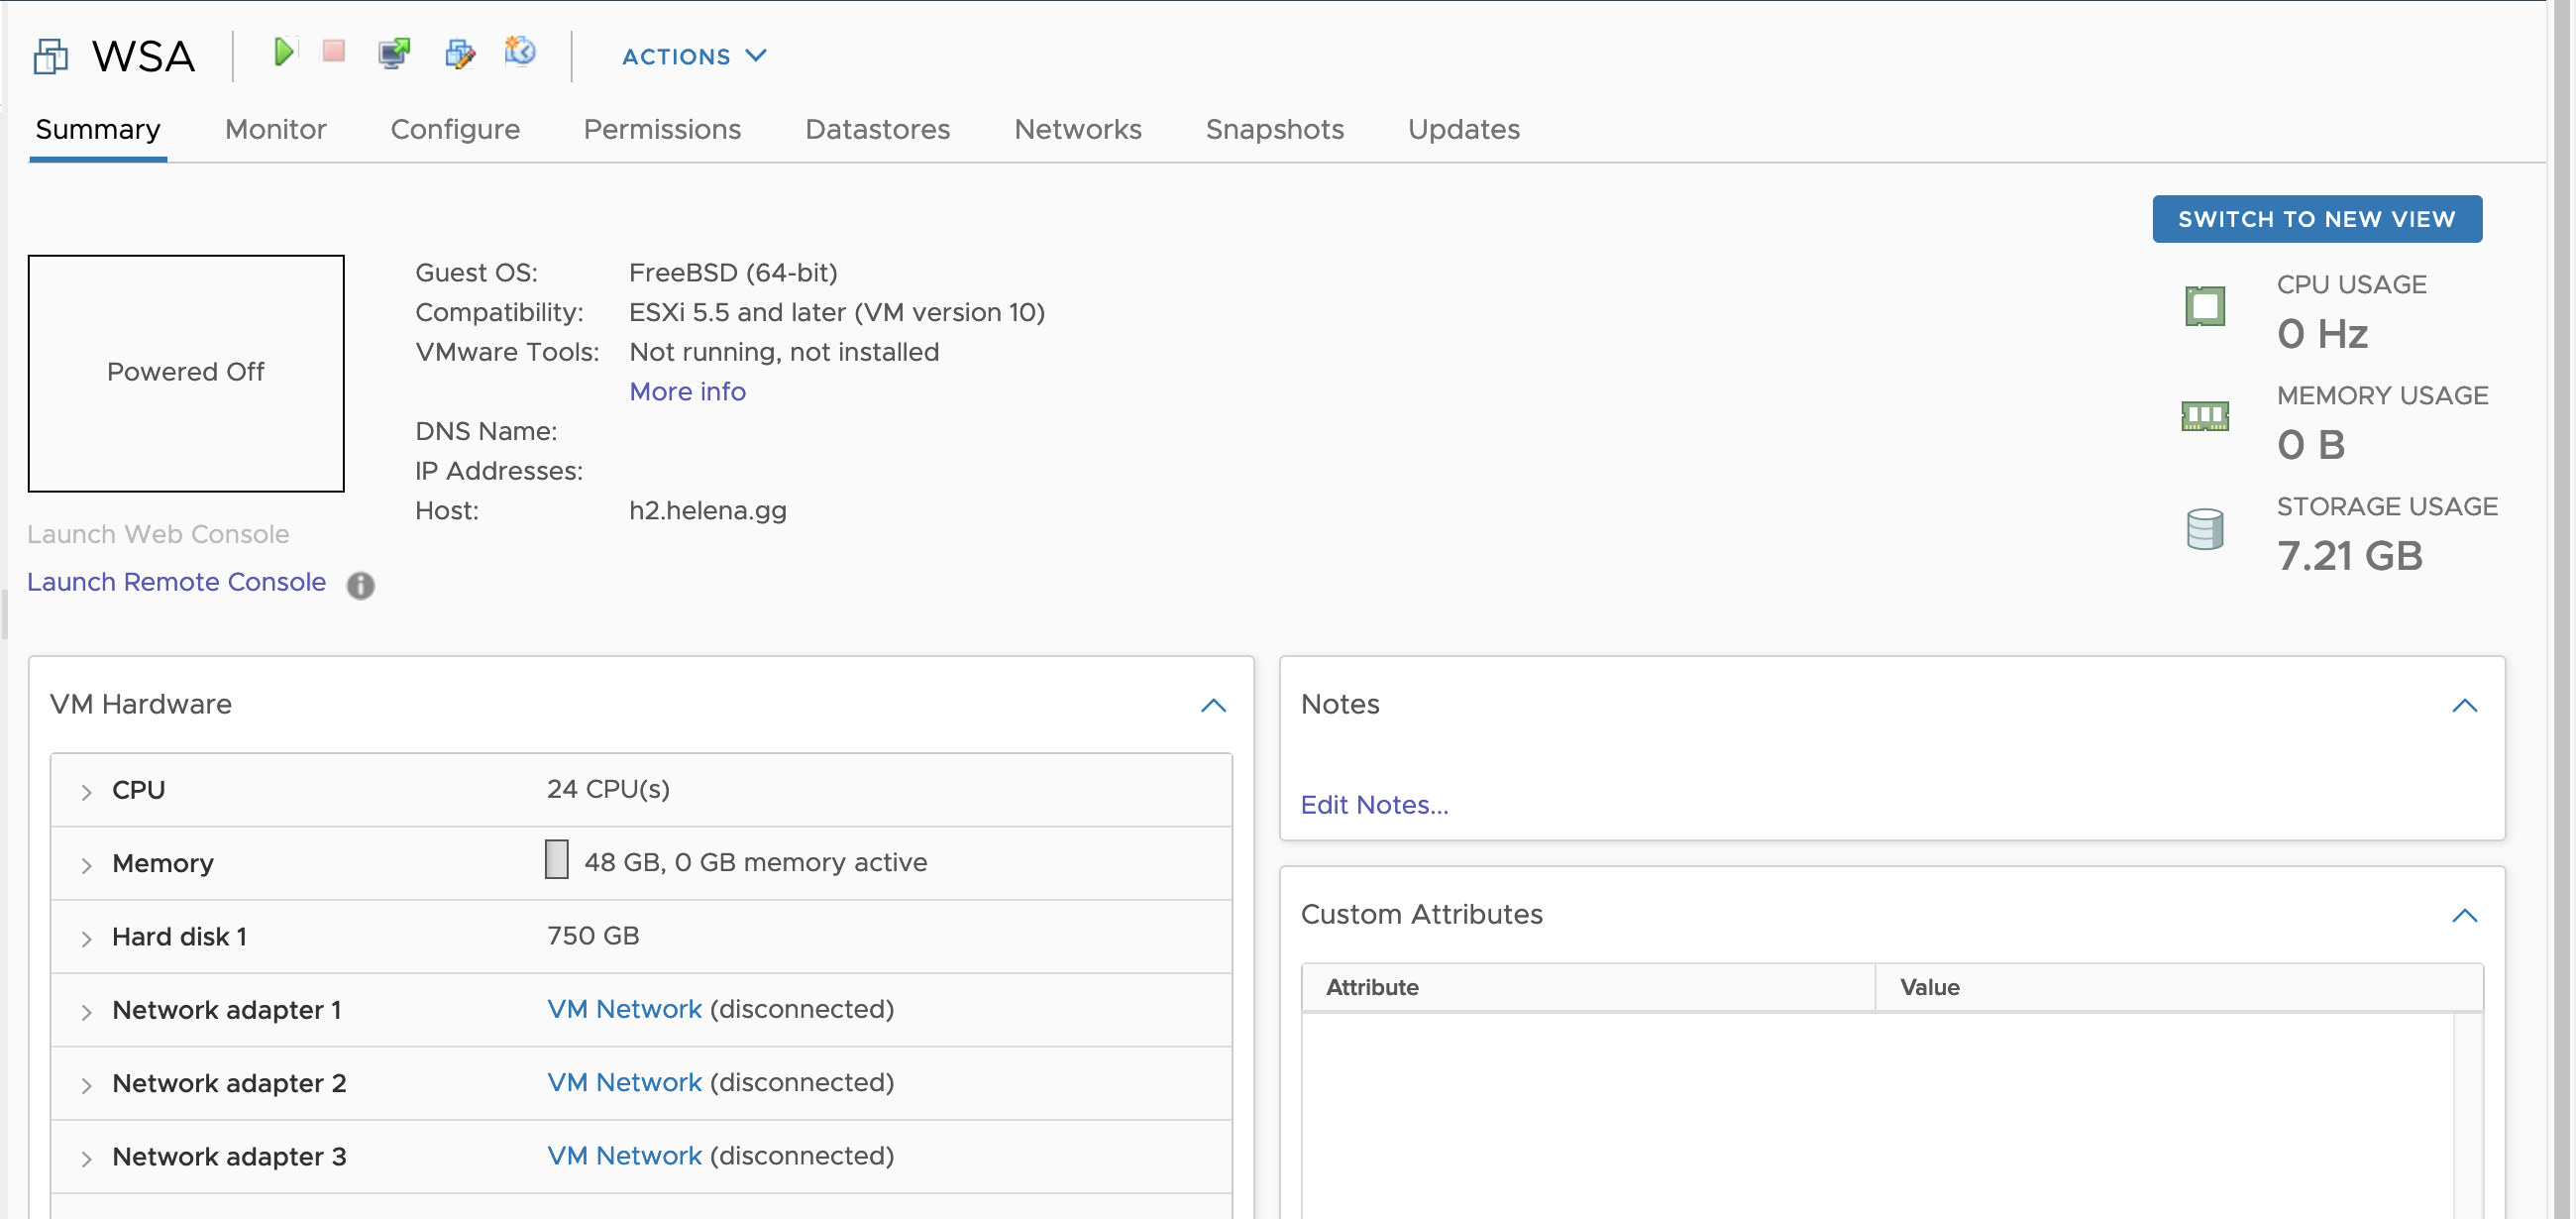 WSA
ACTIONS
Summary Monitor Configure Permissions Datastores Networks Snapshots Updates
SWITCH TO NEW VIEW
Powered Off
Launch Web Console
Launch Remote Console
Guest OS: FreeBSD (64-bit)
Compatibility: ESXi 5.5 and later (VM version 10)
VMware Tools: Not running, not installed
More info
DNS Name:
IP Addresses:
Host: h2.helena.gg
CPU USAGE
0 Hz
MEMORY USAGE
0 B
STORAGE USAGE
7.21 GB
VM Hardware
CPU 24 CPU(s)
Memory 48 GB, 0 GB memory active
Hard disk 1 750 GB
Network adapter 1 VM Network (disconnected)
Network adapter 2 VM Network (disconnected)
Network adapter 3 VM Network (disconnected)
Notes
Edit Notes...
Custom Attributes
Attribute Value